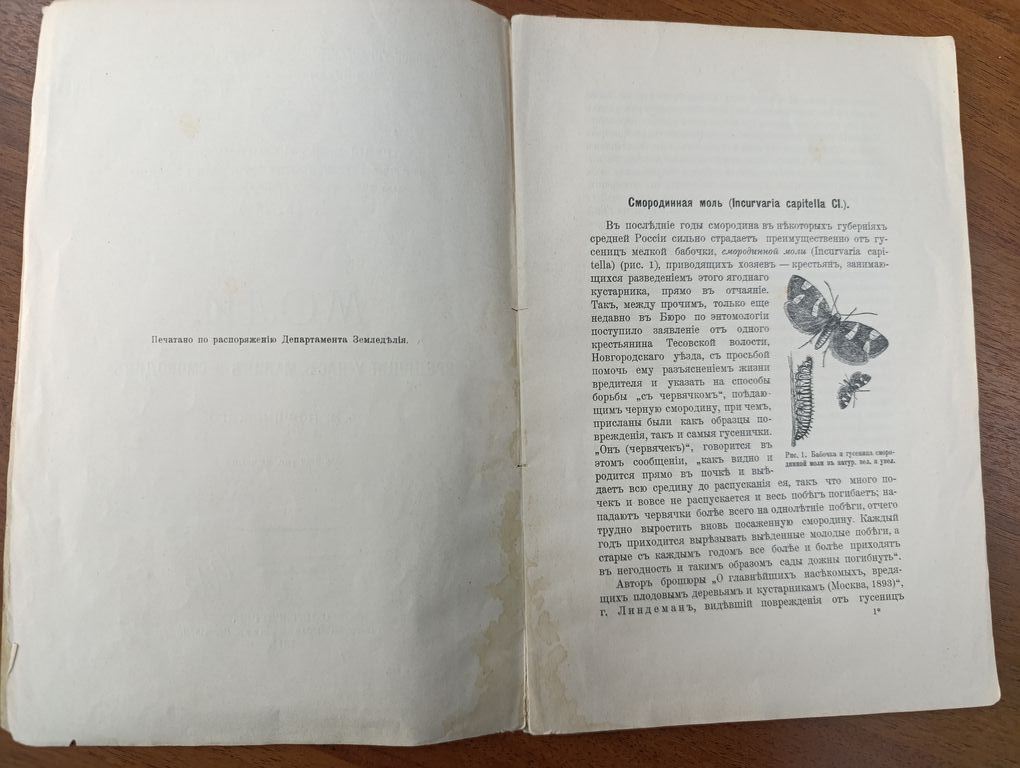 Печатано по распоряженію Департамента Земледѣлія.
Смородинная моль (Incurvaria capitella Cl.).
Въ послѣдніе годы смородина въ нѣкоторыхъ губерніяхъ
средней Россіи сильно страдаетъ преимущественно отъ гу-
сеницъ мелкой бабочки, смородинной моли (Incurvaria capi-
tella) (рис. 1), приводящихъ хозяевъ — крестьянъ, занимаю-
щихся разведеніемъ этого ягоднаго
кустарника, прямо въ отчаяніе.
Такъ, между прочимъ, только еще
недавно въ Бюро по энтомологіи
поступило заявленіе отъ одного
крестьянина Тесовской волости,
Новгородскаго уѣзда, съ просьбой
помочь ему разъясненіемъ жизни
вредителя и указать на способы
борьбы „съ червячкомъ“, поѣдаю-
щимъ черную смородину, при чемъ,
присланы были какъ образцы по-
врежденія, такъ и самыя гусенички.
„Онъ (червячекъ)“, говорится въ
этомъ сообщеніи, „какъ видно и
родится прямо въ почкѣ и выѣ-
даетъ всю средину до распусканія ея, такъ что много по-
чекъ и вовсе не распускается и весь побѣгъ погибаетъ; на-
падаютъ червячки болѣе всего на однолѣтніе побѣги, отчего
трудно выростить вновь посаженную смородину. Каждый
годъ приходится вырѣзывать выѣденные молодые побѣги, а
старые съ каждымъ годомъ все болѣе и болѣе приходятъ
въ негодность и такимъ образомъ сады дожны погибнуть“.
Авторъ брошюры „О главнѣйшихъ насѣкомыхъ, вредя-
щихъ плодовымъ деревьямъ и кустарникамъ (Москва, 1893)“,
г. Линдеманъ, видѣвшій поврежденія отъ гусеницъ
1*
Рис. 1. Бабочка и гусеница сморо-
динной моли въ натур. вел. и увел.